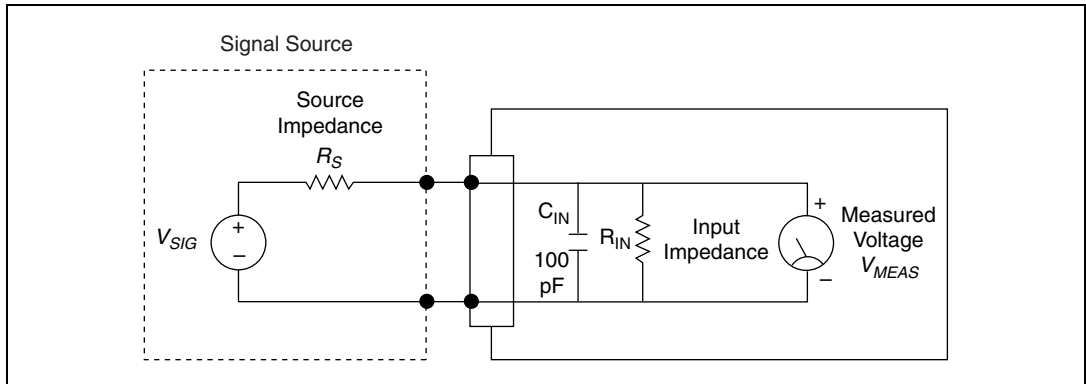 Signal Source
Source
Impedance
R_S
V_SIG
+
−
C_IN
100
pF
R_IN
Input
Impedance
+
−
Measured
Voltage
V_MEAS